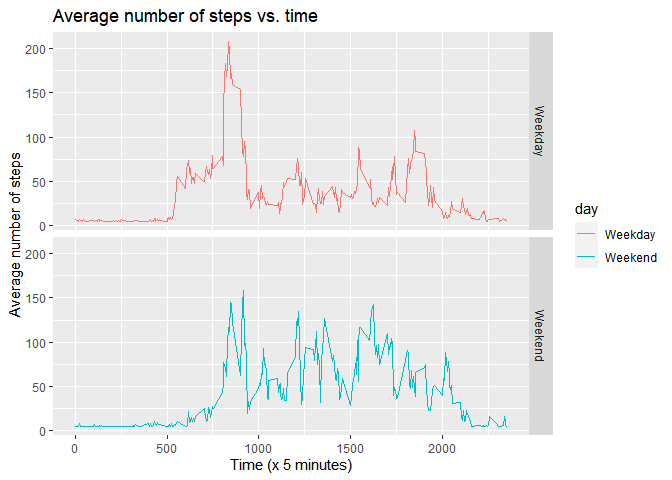 Average number of steps vs. time
Average number of steps
200
150
100
50
0
Weekday
200
150
100
50
0
Weekend
0 500 1000 1500 2000
Time (x 5 minutes)
day
Weekday
Weekend